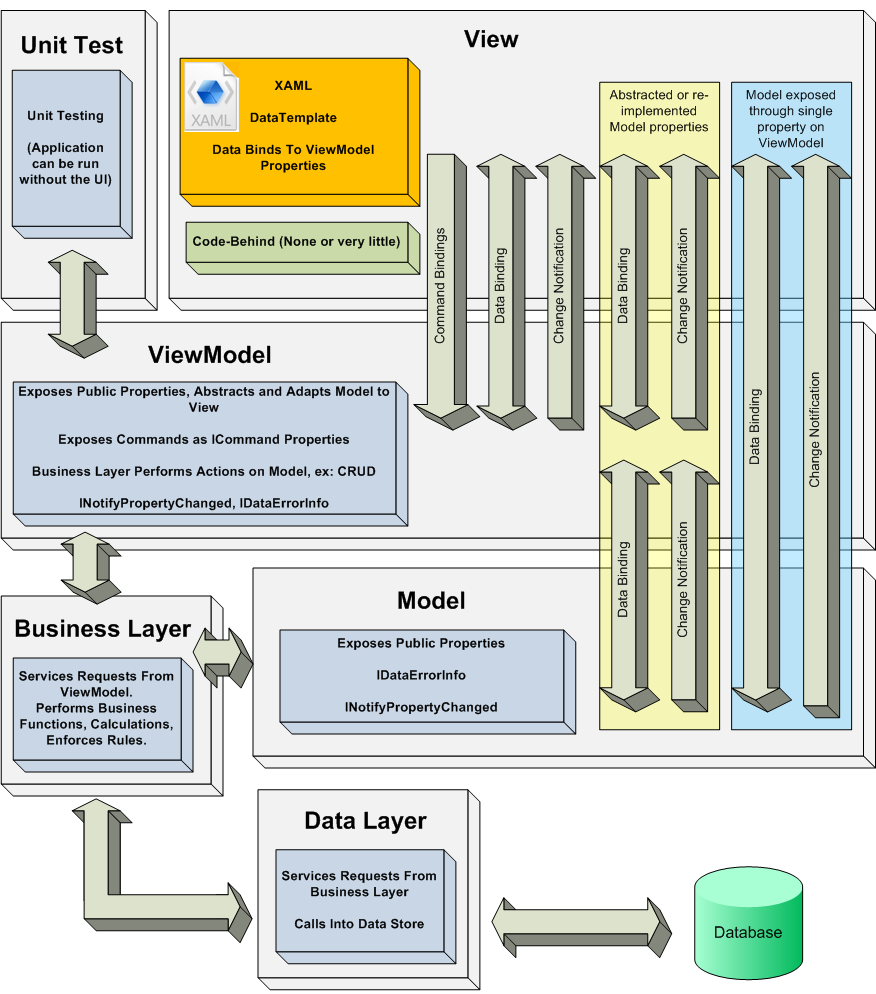 Unit Test
Unit Testing
(Application
can be run
without the UI)
View
XAML
XAML
DataTemplate
Data Binds To ViewModel
Properties
Code-Behind (None or very little)
Abstracted or re-
implemented
Model properties
Model exposed
through single
property on
ViewModel
Command Bindings
Data Binding
Change Notification
Data Binding
Change Notification
Data Binding
Change Notification
ViewModel
Exposes Public Properties, Abstracts and Adapts Model to
View
Exposes Commands as ICommand Properties
Business Layer Performs Actions on Model, ex: CRUD
INotifyPropertyChanged, IDataErrorInfo
Data Binding
Change Notification
Business Layer
Services Requests From
ViewModel.
Performs Business
Functions, Calculations,
Enforces Rules.
Model
Exposes Public Properties
IDataErrorInfo
INotifyPropertyChanged
Data Layer
Services Requests From
Business Layer
Calls Into Data Store
Database